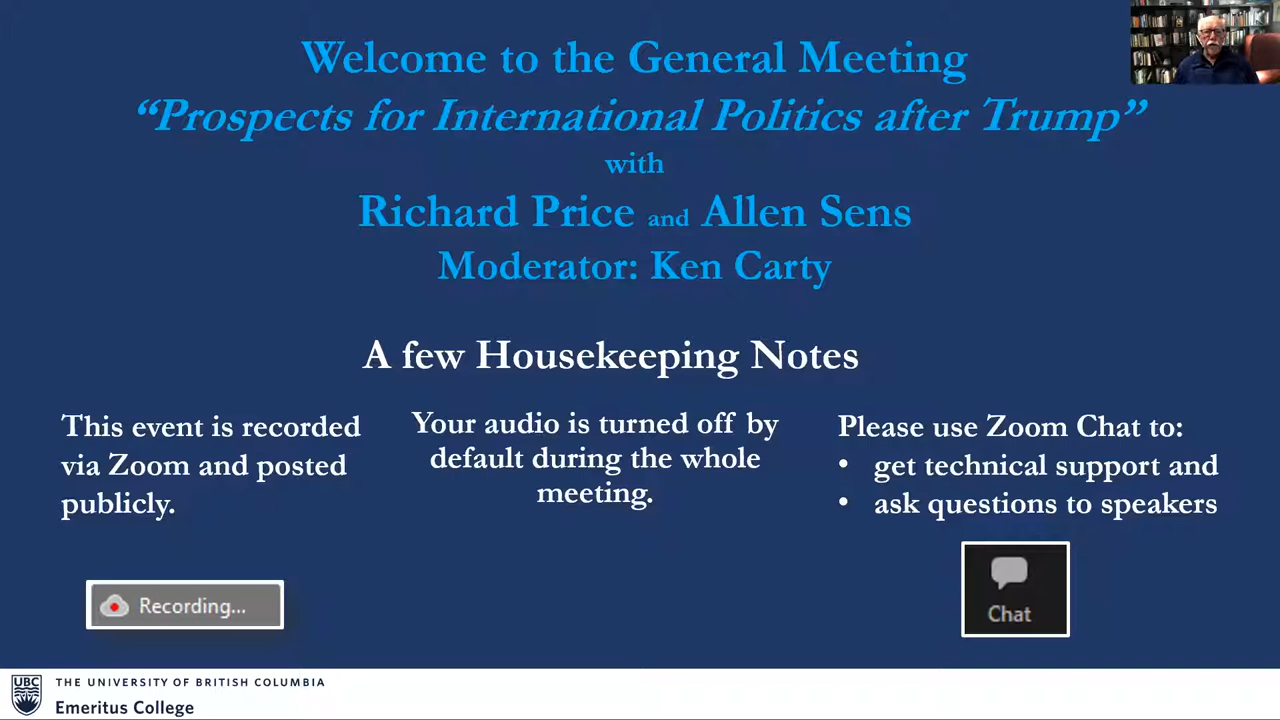 Welcome to the General Meeting
“Prospects for International Politics after Trump”
with
Richard Price and Allen Sens
Moderator: Ken Carty
A few Housekeeping Notes
This event is recorded
via Zoom and posted
publicly.
Your audio is turned off by
default during the whole
meeting.
Please use Zoom Chat to:
• get technical support and
• ask questions to speakers
Recording...
Chat
UBC
THE UNIVERSITY OF BRITISH COLUMBIA
Emeritus College